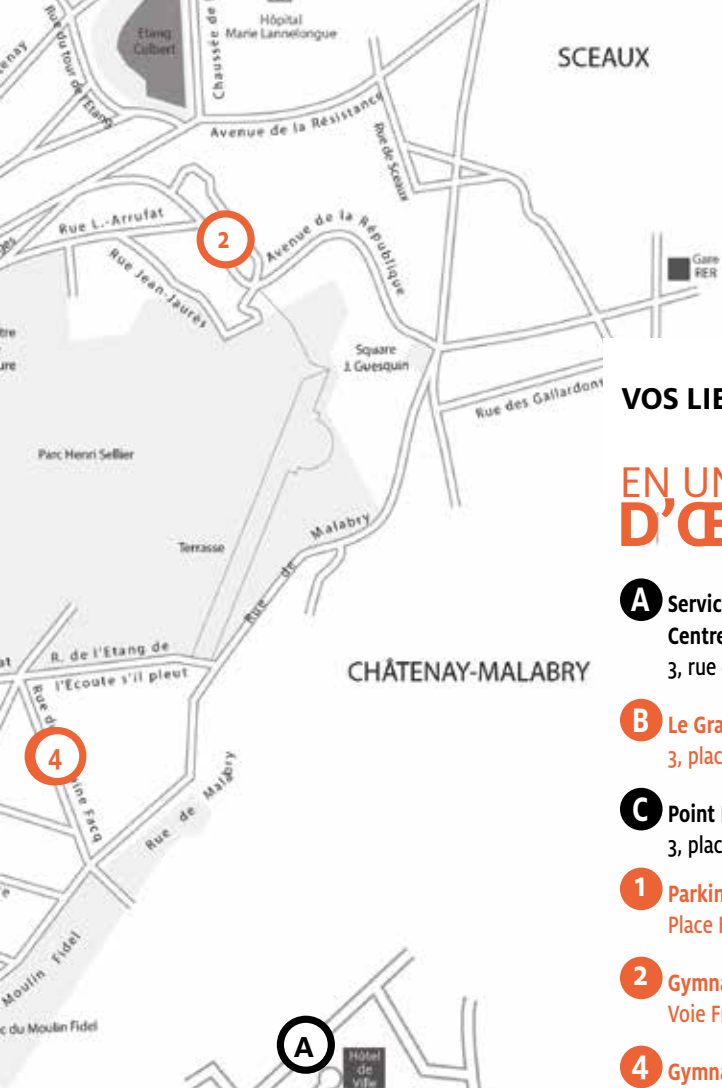 Hôpital
Marie Lannelongue
Etang
Colbert
Chaussée de
Rue du tour de l'Etang
SCEAUX
Avenue de la Résistance
Rue de Sceaux
Rue L.-Arrufat
2
Avenue de la République
Rue Jean-Jaurès
Gare
RER
Square
J. Guesquin
Rue des Gallardons
Parc Henri Sellier
Terrasse
Rue de Malabry
R. de l'Etang de
l'Ecoute s'il pleut
CHÂTENAY-MALABRY
4
Rue de Malabry
Moulin Fidel
c du Moulin Fidel
A
Hôtel
de
Ville
VOS LIE
EN UN
D'Œ
A Servic
Centre
3, rue
B Le Gra
3, plac
C Point
3, plac
1 Parkin
Place
2 Gymna
Voie F
4 Gymna